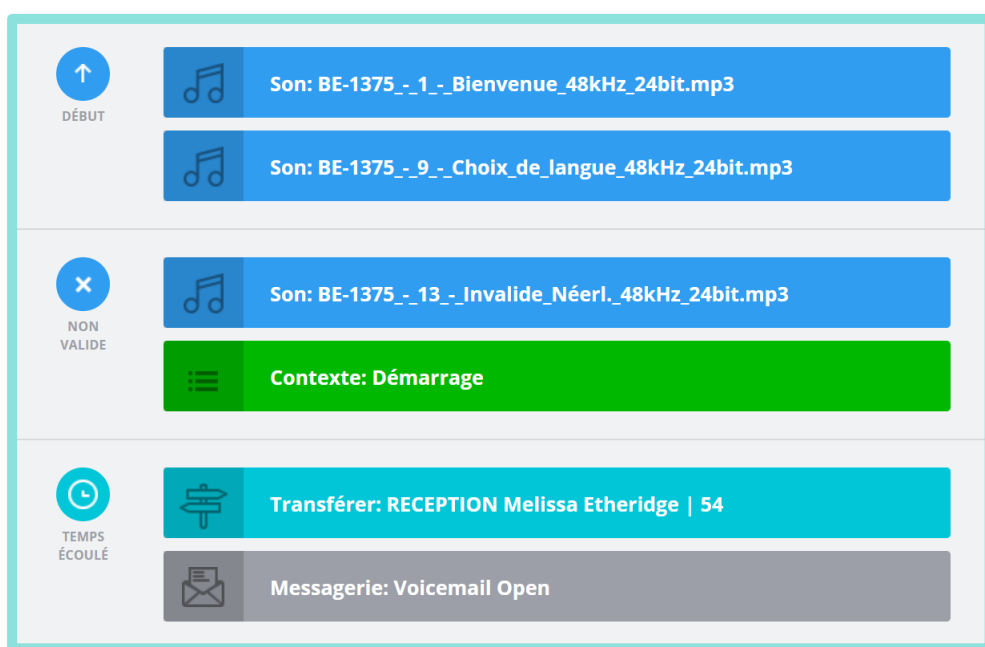 DÉBUT
Son: BE-1375_-_1_-_Bienvenue_48kHz_24bit.mp3
Son: BE-1375_-_9_-_Choix_de_langue_48kHz_24bit.mp3
NON
VALIDE
Son: BE-1375_-_13_-_Invalide_Néerl._48kHz_24bit.mp3
Contexte: Démarrage
TEMPS
ÉCOULÉ
Transférer: RECEPTION Melissa Etheridge | 54
Messagerie: Voicemail Open